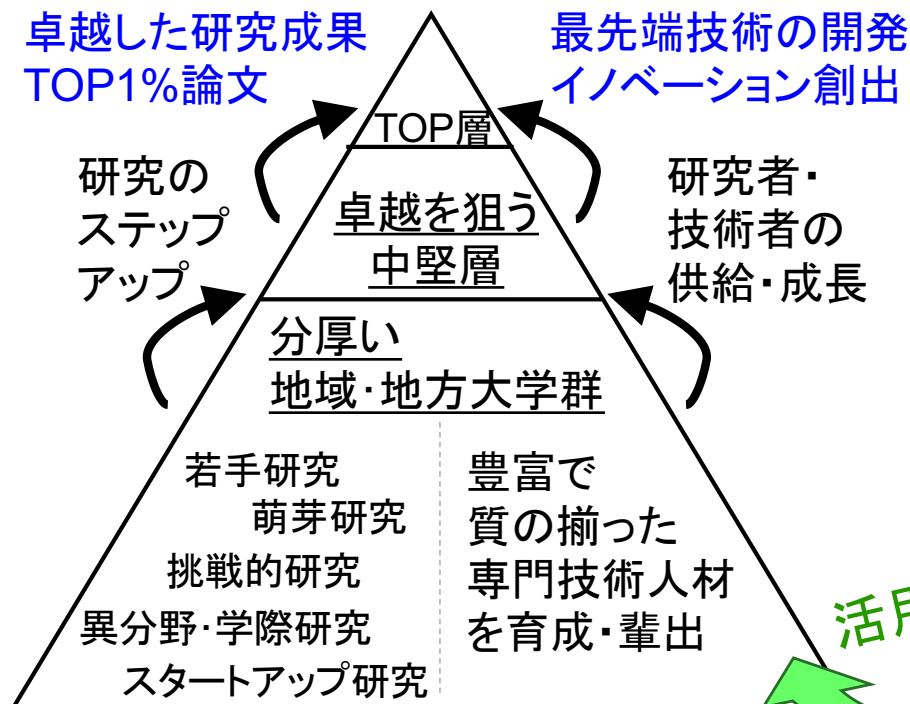 卓越した研究成果
TOP1%論文
最先端技術の開発
イノベーション創出
TOP層
研究の
ステップ
アップ
卓越を狙う
中堅層
研究者・
技術者の
供給・成長
分厚い
地域・地方大学群
若手研究
萌芽研究
挑戦的研究
異分野・学際研究
スタートアップ研究
豊富で
質の揃った
専門技術人材
を育成・輩出
活用